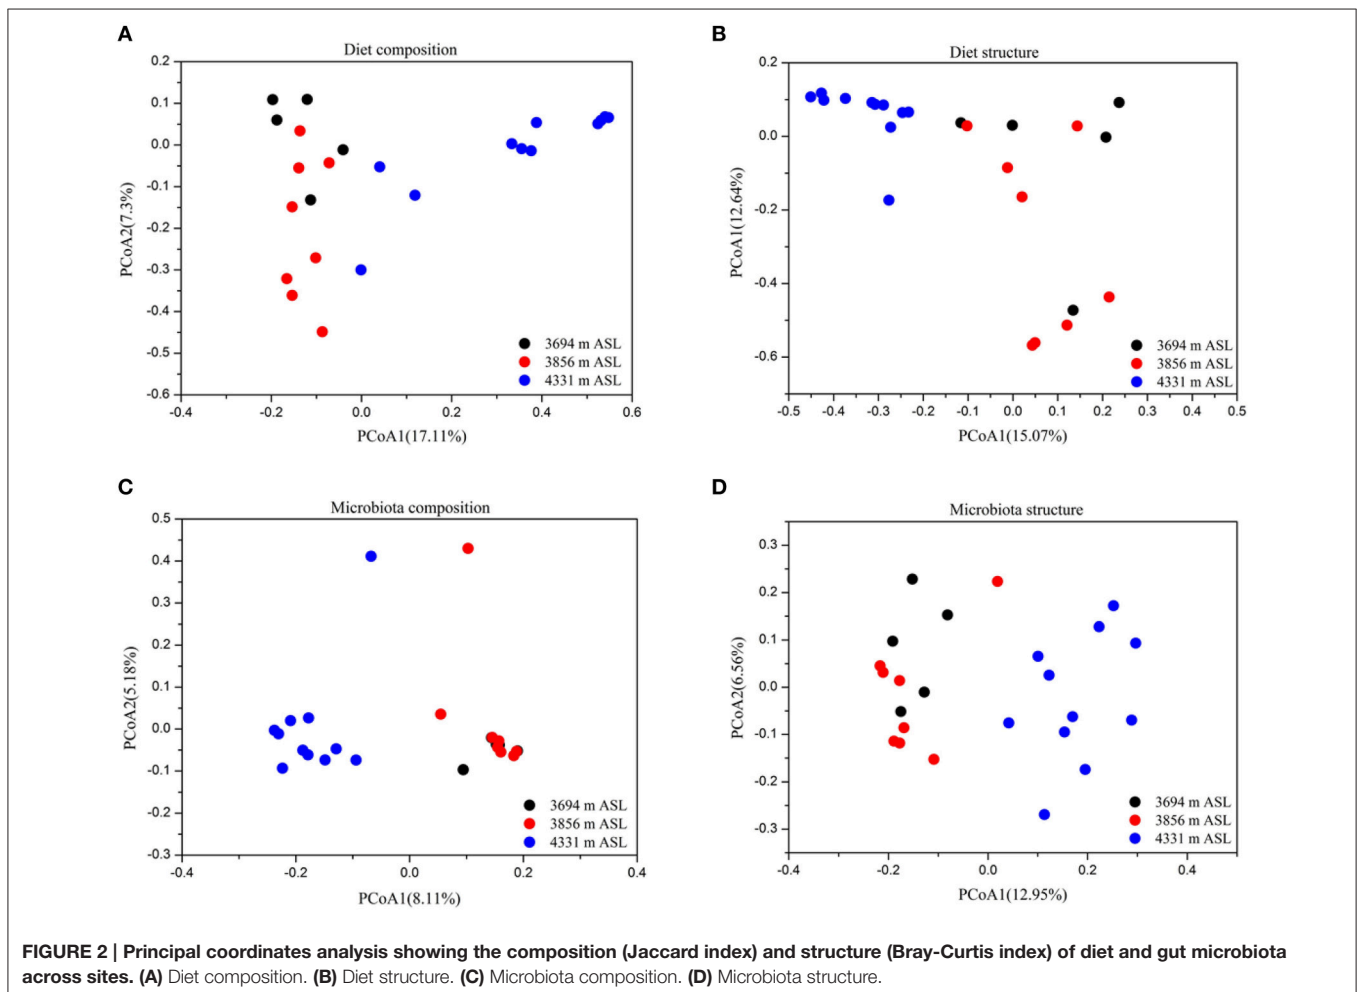 A
Diet composition
0.2
0.1
0.0
-0.1
-0.2
-0.3
-0.4
-0.5
-0.6
PCoA2(7.3%)
3694 m ASL
3856 m ASL
4331 m ASL
-0.4 -0.2 0.0 0.2 0.4 0.6
PCoA1(17.11%)
B
Diet structure
0.2
0.0
-0.2
-0.4
-0.6
PCoA1(12.64%)
3694 m ASL
3856 m ASL
4331 m ASL
-0.5 -0.4 -0.3 -0.2 -0.1 0.0 0.1 0.2 0.3 0.4 0.5
PCoA1(15.07%)
C
Microbiota composition
0.5
0.4
0.3
0.2
0.1
0.0
-0.1
-0.2
-0.3
PCoA2(5.18%)
3694 m ASL
3856 m ASL
4331 m ASL
-0.4 -0.2 0.0 0.2 0.4
PCoA1(8.11%)
D
Microbiota structure
0.3
0.2
0.1
0.0
-0.1
-0.2
-0.3
PCoA2(6.56%)
3694 m ASL
3856 m ASL
4331 m ASL
-0.4 -0.2 0.0 0.2 0.4
PCoA1(12.95%)
FIGURE 2 | Principal coordinates analysis showing the composition (Jaccard index) and structure (Bray-Curtis index) of diet and gut microbiota
across sites. (A) Diet composition. (B) Diet structure. (C) Microbiota composition. (D) Microbiota structure.